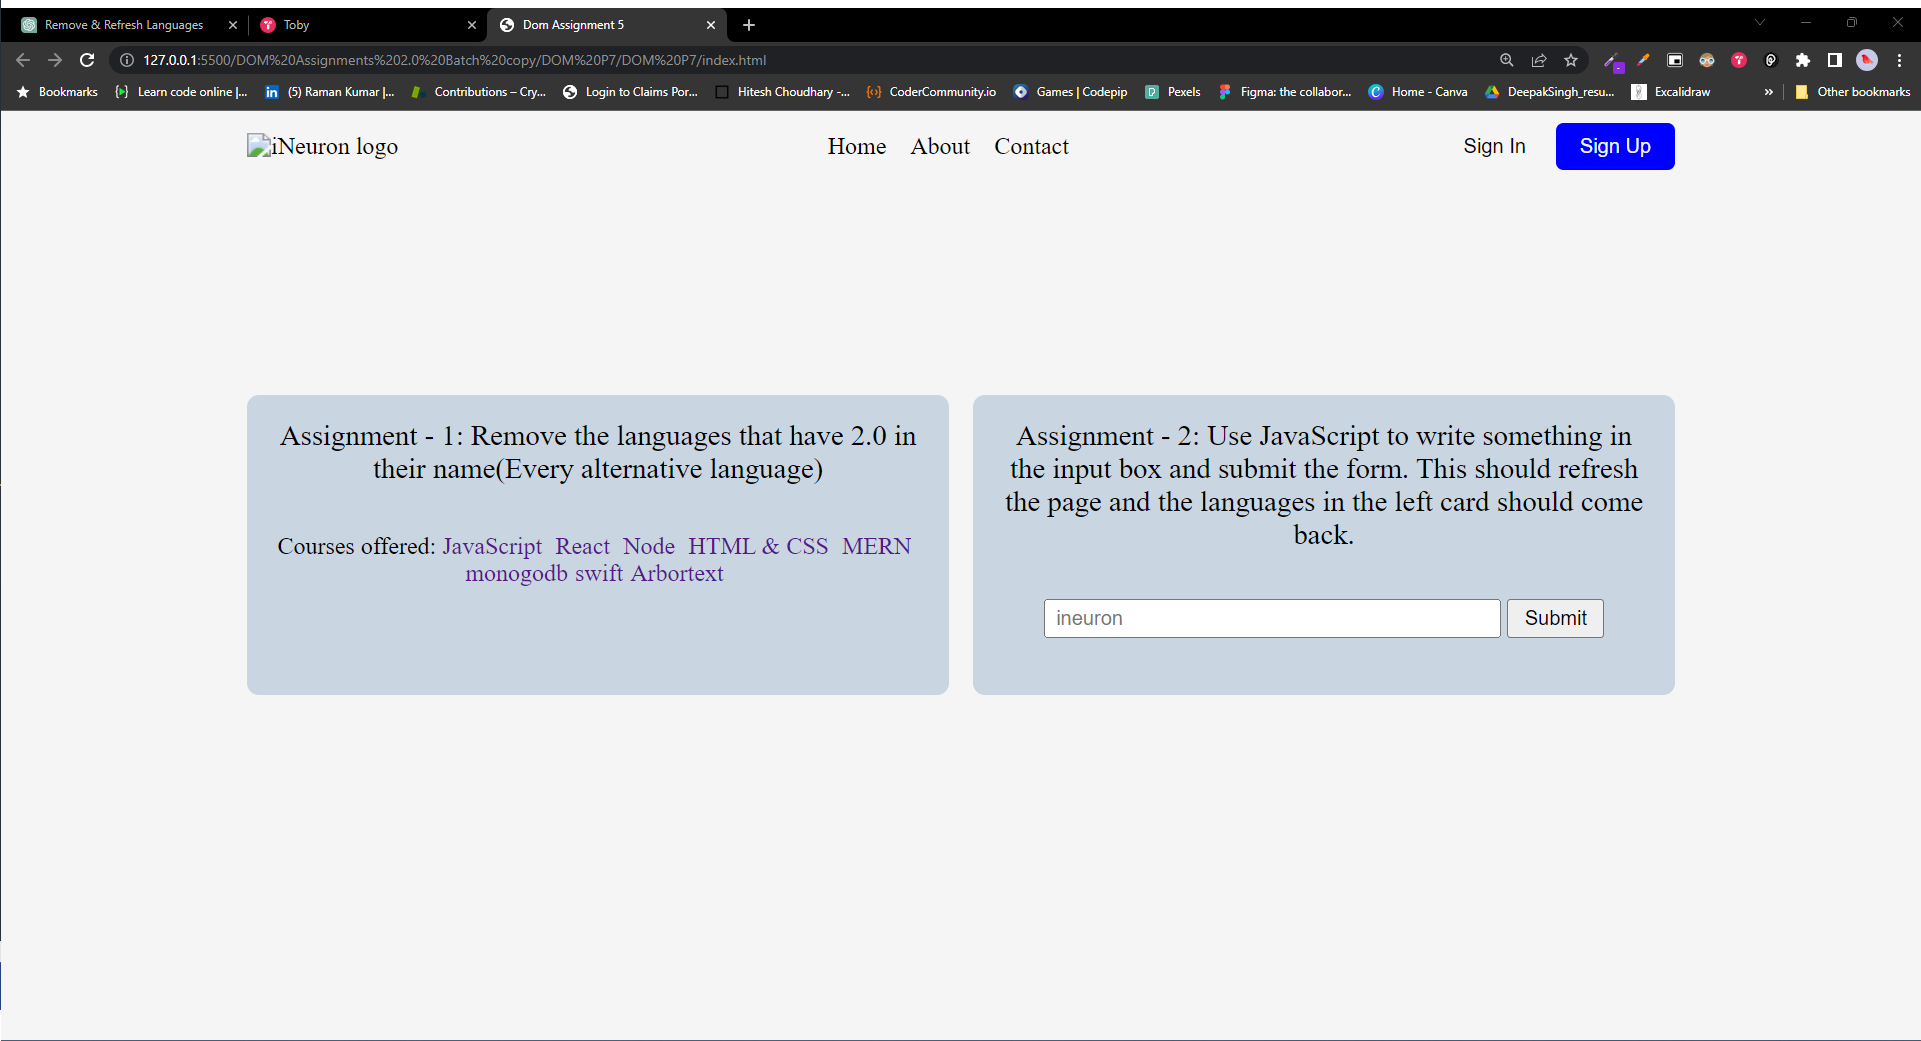 Remove & Refresh Languages
Toby
Dom Assignment 5
127.0.0.1:5500/DOM%20Assignments%202.0%20Batch%20copy/DOM%20P7/DOM%20P7/index.html
Bookmarks
Learn code online |...
(5) Raman Kumar |...
Contributions – Cry...
Login to Claims Por...
Hitesh Choudhary -...
CoderCommunity.io
Games | Codepip
Pexels
Figma: the collabor...
Home - Canva
DeepakSingh_resu...
Excalidraw
»
Other bookmarks
iNeuron logo
Home
About
Contact
Sign In
Sign Up
Assignment - 1: Remove the languages that have 2.0 in
their name(Every alternative language)
Courses offered: JavaScript React Node HTML & CSS MERN
monogodb swift Arbortext
Assignment - 2: Use JavaScript to write something in
the input box and submit the form. This should refresh
the page and the languages in the left card should come
back.
ineuron
Submit